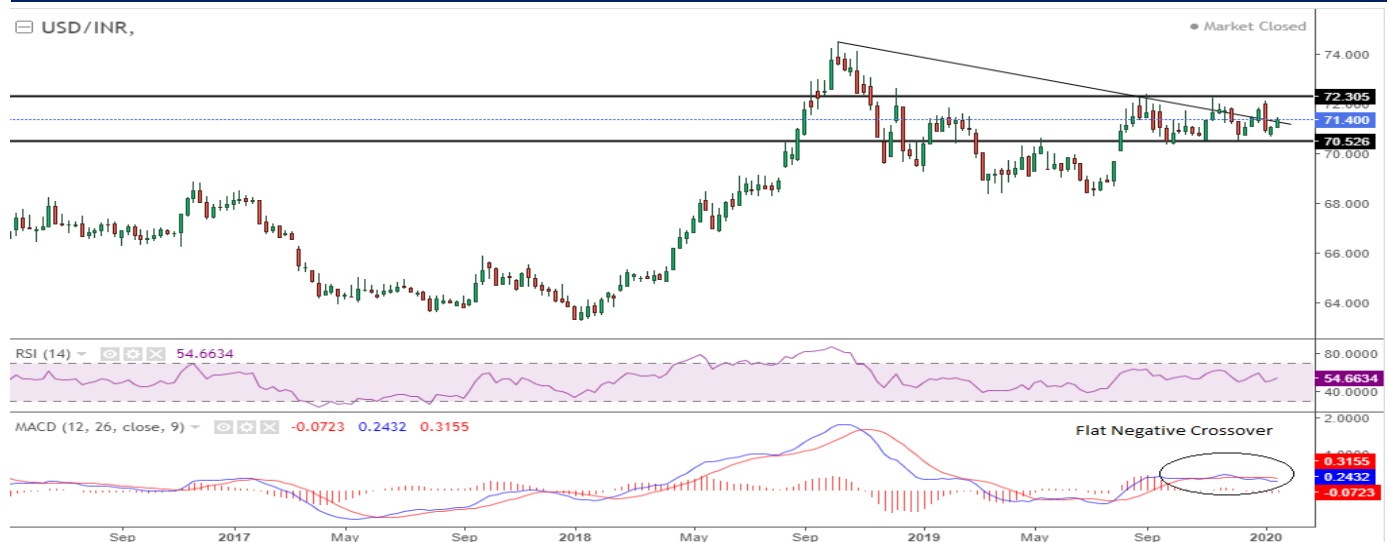 USD/INR,
Market Closed
74.000
72.305
72.000
71.400
70.526
70.000
68.000
66.000
64.000
RSI (14) 54.6634
80.0000
54.6634
40.0000
MACD (12, 26, close, 9) -0.0723 0.2432 0.3155
2.0000
Flat Negative Crossover
0.3155
0.2432
-0.0723
Sep 2017 May Sep 2018 May Sep 2019 May Sep 2020